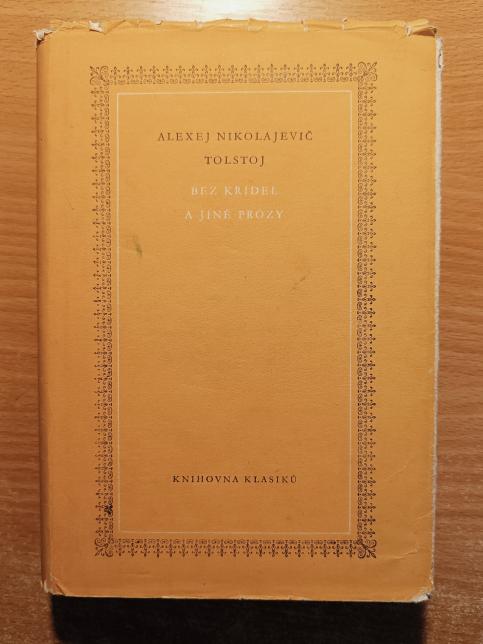 ALEXEJ NIKOLAJEVIČ
TOLSTOJ
BEZ KŘÍDEL
A JINÉ PRÓZY
KNIHOVNA KLASIKŮ